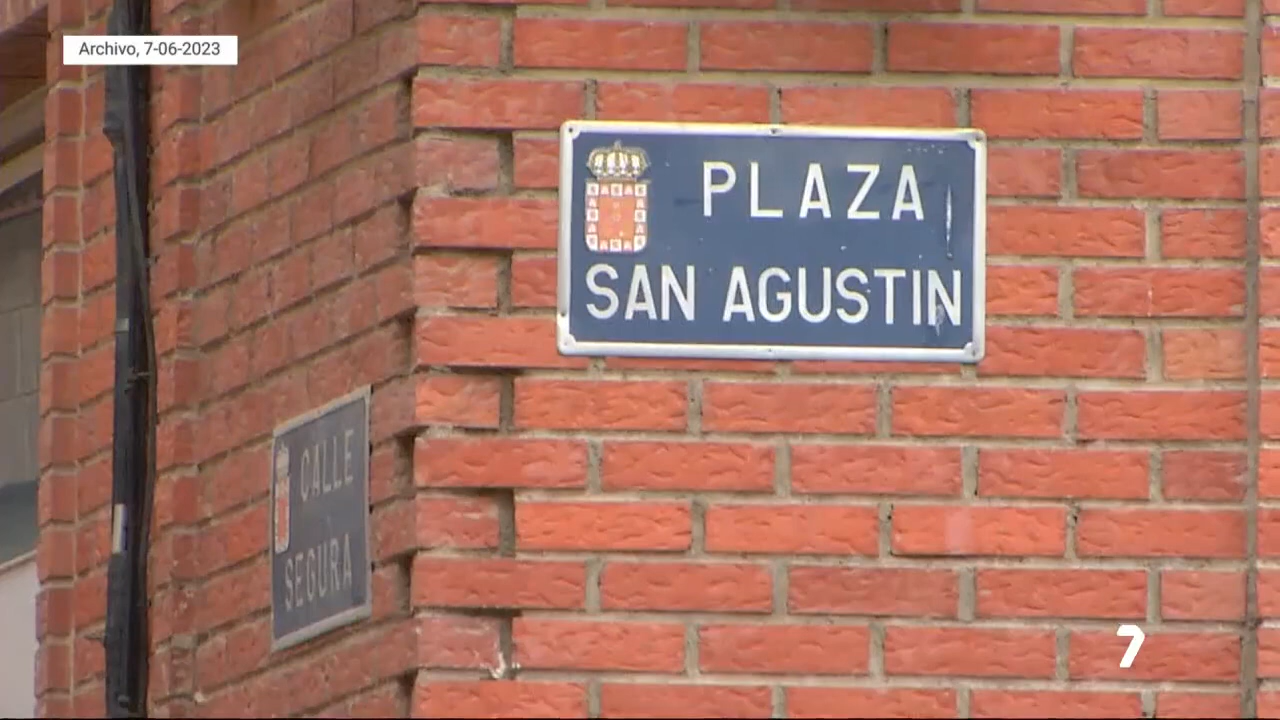 Archivo, 7-06-2023
PLAZA
SAN AGUSTIN
CALLE
SEGURA
7